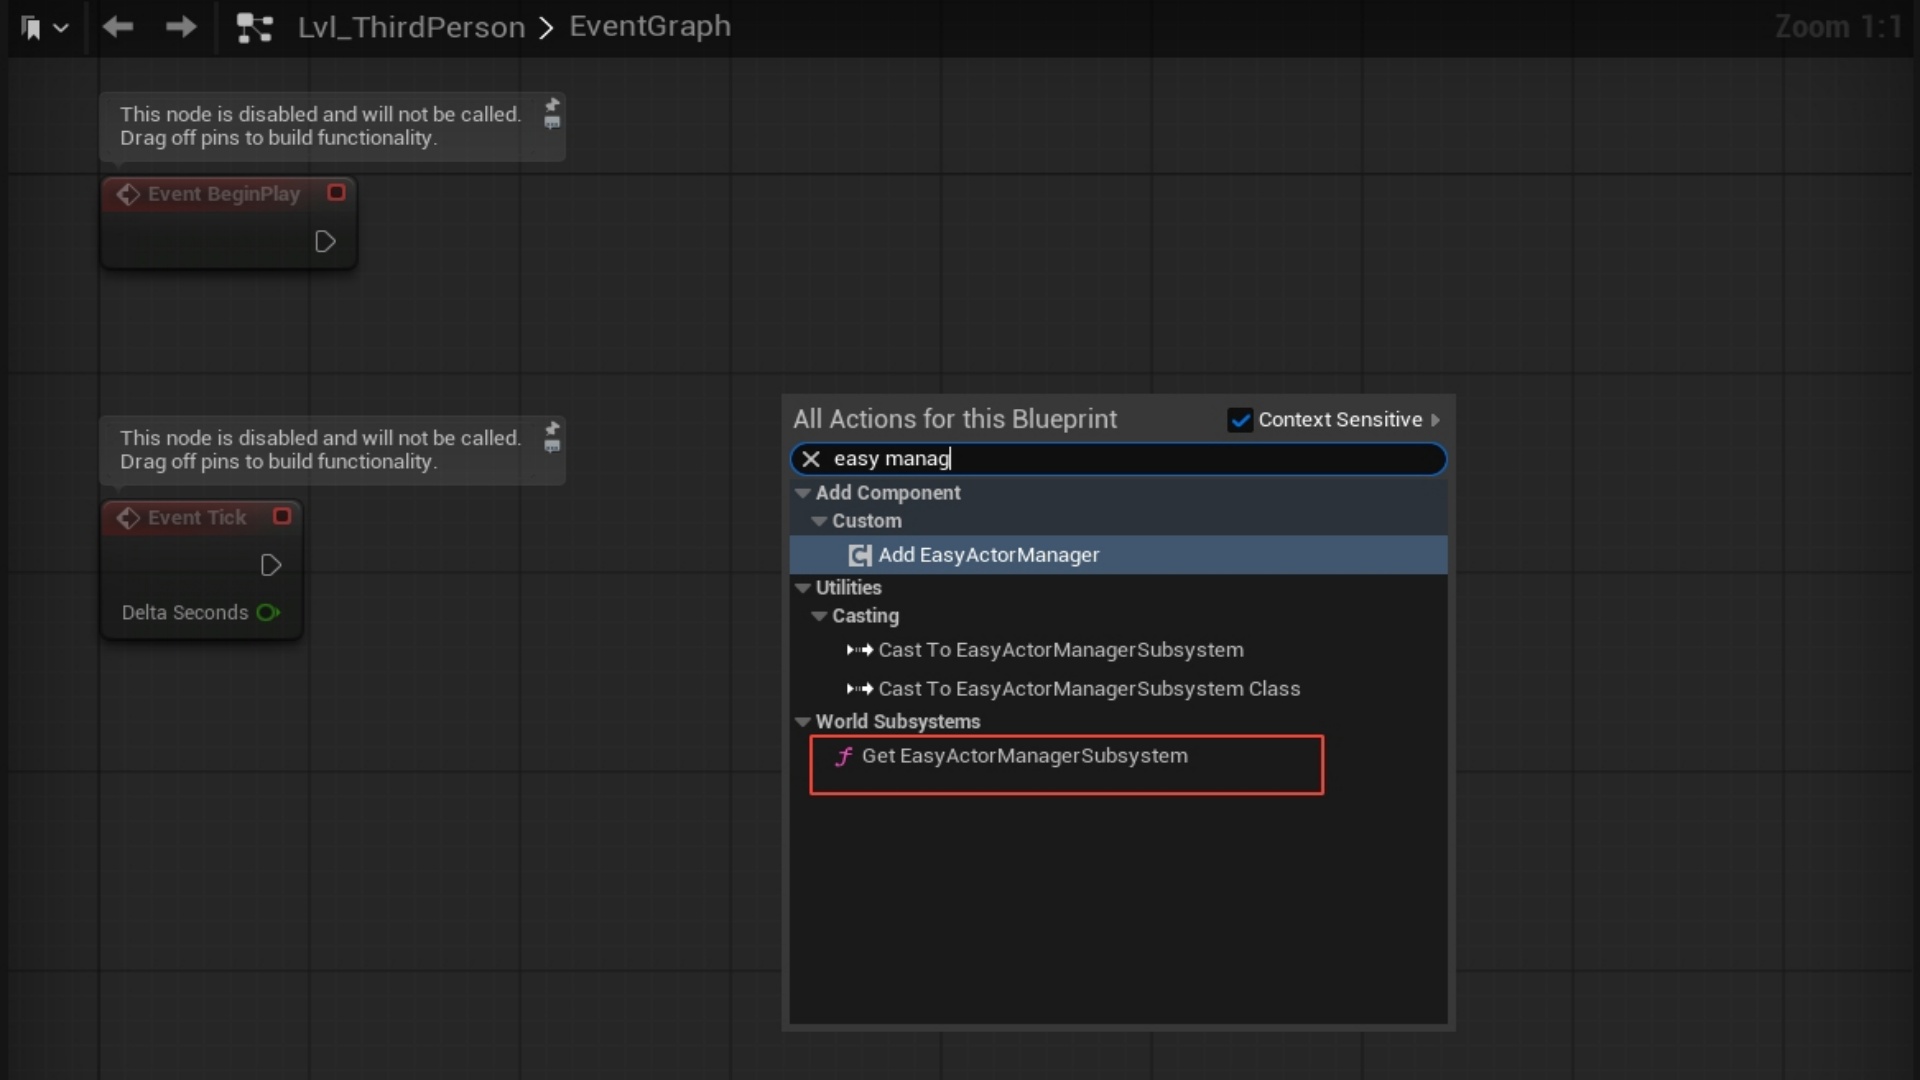 Lvl_ThirdPerson > EventGraph
Zoom 1:1
This node is disabled and will not be called.
Drag off pins to build functionality.
Event BeginPlay
This node is disabled and will not be called.
Drag off pins to build functionality.
Event Tick
Delta Seconds
All Actions for this Blueprint
Context Sensitive
easy manag
Add Component
Custom
Add EasyActorManager
Utilities
Casting
Cast To EasyActorManagerSubsystem
Cast To EasyActorManagerSubsystem Class
World Subsystems
Get EasyActorManagerSubsystem